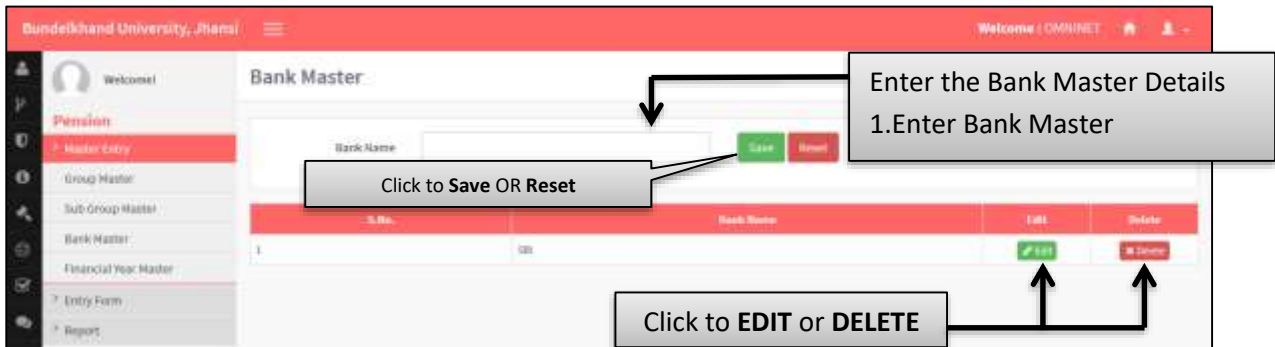 Bundelkhand University, Jhansi
Welcome : OMNINET
Welcome!
Bank Master
Enter the Bank Master Details
1.Enter Bank Master
Pension
Master Entry
Bank Name
Save
Reset
Click to Save OR Reset
Group Master
Sub Group Master
Bank Master
Financial Year Master
Entry Form
Report
S.No.
Bank Name
Edit
Delete
1
SBI
Edit
Delete
Click to EDIT or DELETE